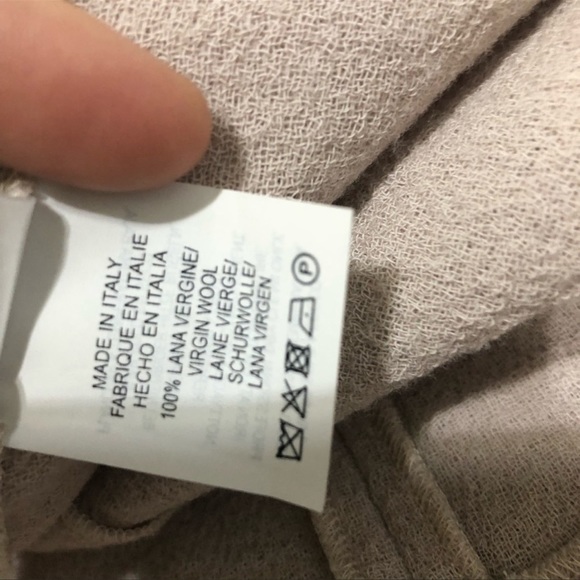 MADE IN ITALY
FABRIQUE EN ITALIE
HECHO EN ITALIA
100% LANA VERGINE/
VIRGIN WOOL
LAINE VIERGE/
SCHURWOLLE/
LANA VIRGEN
P